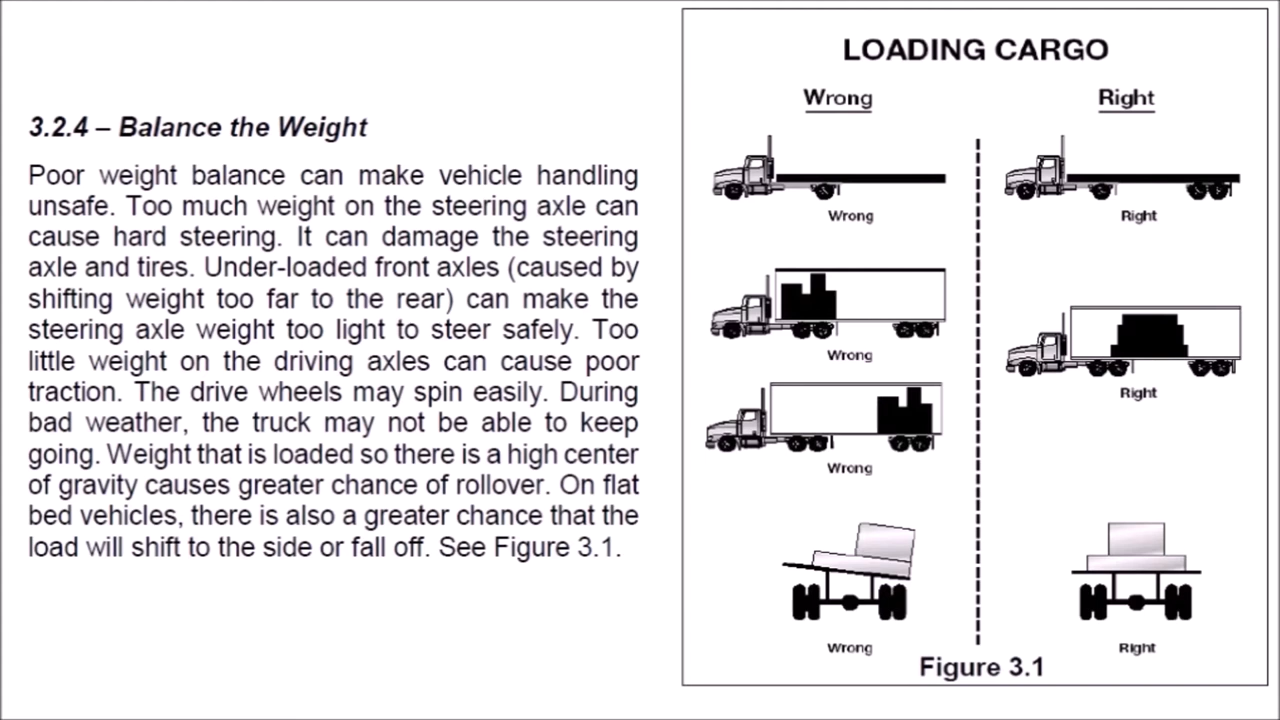 3.2.4 – Balance the Weight
Poor weight balance can make vehicle handling
unsafe. Too much weight on the steering axle can
cause hard steering. It can damage the steering
axle and tires. Under-loaded front axles (caused by
shifting weight too far to the rear) can make the
steering axle weight too light to steer safely. Too
little weight on the driving axles can cause poor
traction. The drive wheels may spin easily. During
bad weather, the truck may not be able to keep
going. Weight that is loaded so there is a high center
of gravity causes greater chance of rollover. On flat
bed vehicles, there is also a greater chance that the
load will shift to the side or fall off. See Figure 3.1.
LOADING CARGO
Wrong
Right
Wrong
Right
Wrong
Right
Wrong
Wrong
Right
Figure 3.1